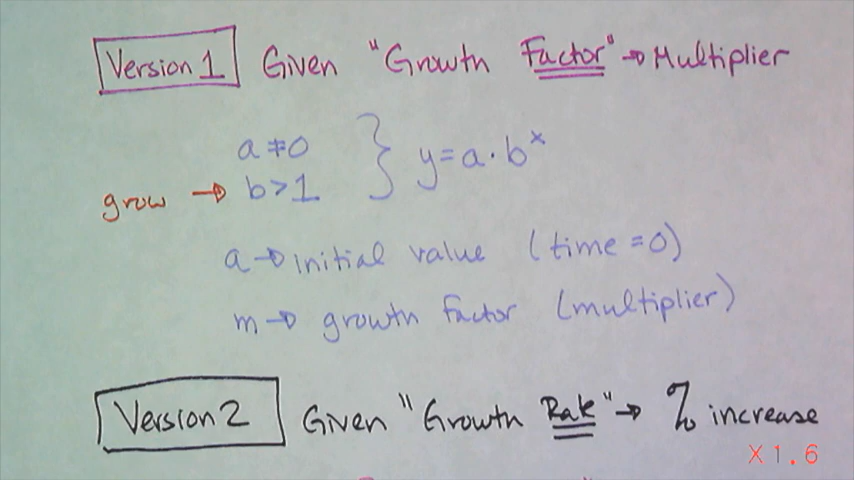 Version 1 Given "Growth Factor" → Multiplier
a ≠ 0
grow → b > 1 } y = a · b^x
a → initial value (time = 0)
m → growth factor (multiplier)
Version 2 Given "Growth Rate" → % increase
X1.6